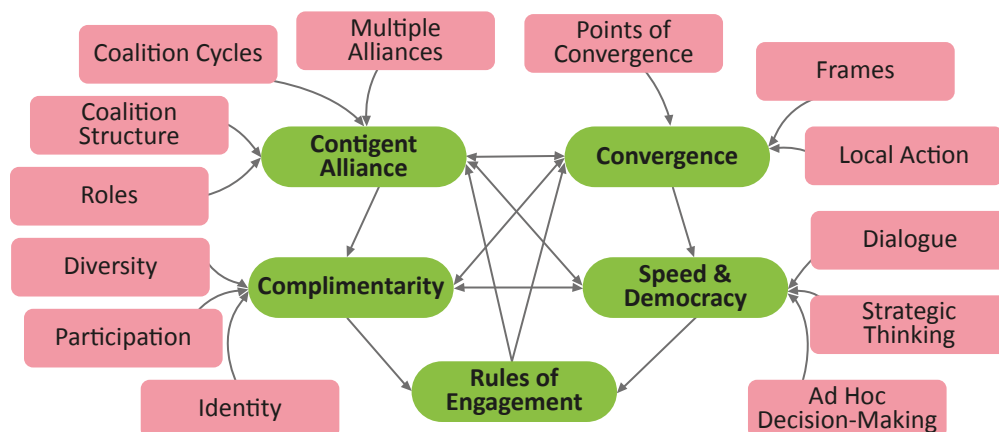 Coalition Cycles
Multiple
Alliances
Points of
Convergence
Frames
Coalition
Structure
Contigent
Alliance
Convergence
Local Action
Roles
Diversity
Complimentarity
Speed &
Democracy
Dialogue
Participation
Strategic
Thinking
Identity
Rules of
Engagement
Ad Hoc
Decision-Making